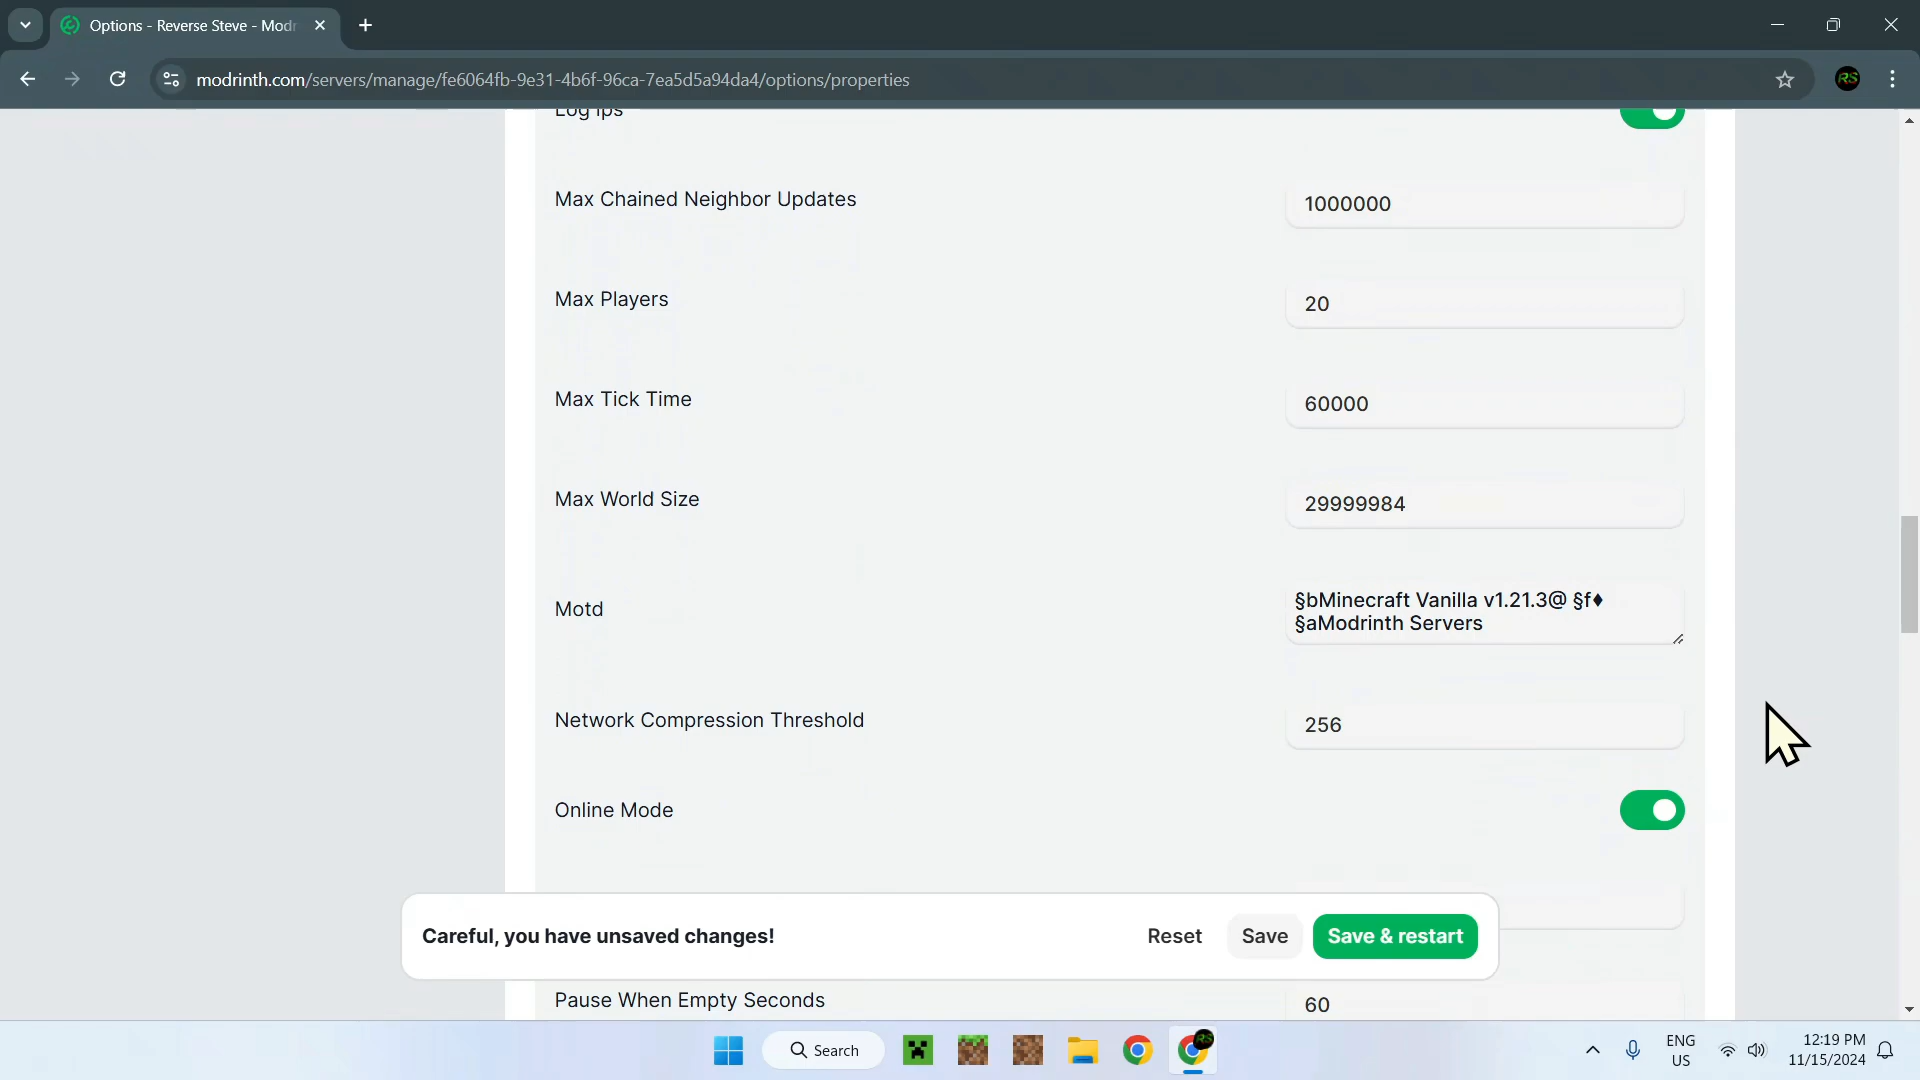 Options - Reverse Steve - Modr
modrinth.com/servers/manage/fe6064fb-9e31-4b6f-96ca-7ea5d5a94da4/options/properties
RS
Log Ips
Max Chained Neighbor Updates
1000000
Max Players
20
Max Tick Time
60000
Max World Size
29999984
Motd
§bMinecraft Vanilla v1.21.3@ §f♦
§aModrinth Servers
Network Compression Threshold
256
Online Mode
Careful, you have unsaved changes!
Reset
Save
Save & restart
Pause When Empty Seconds
60
Search
RS
ENG
US
12:19 PM
11/15/2024